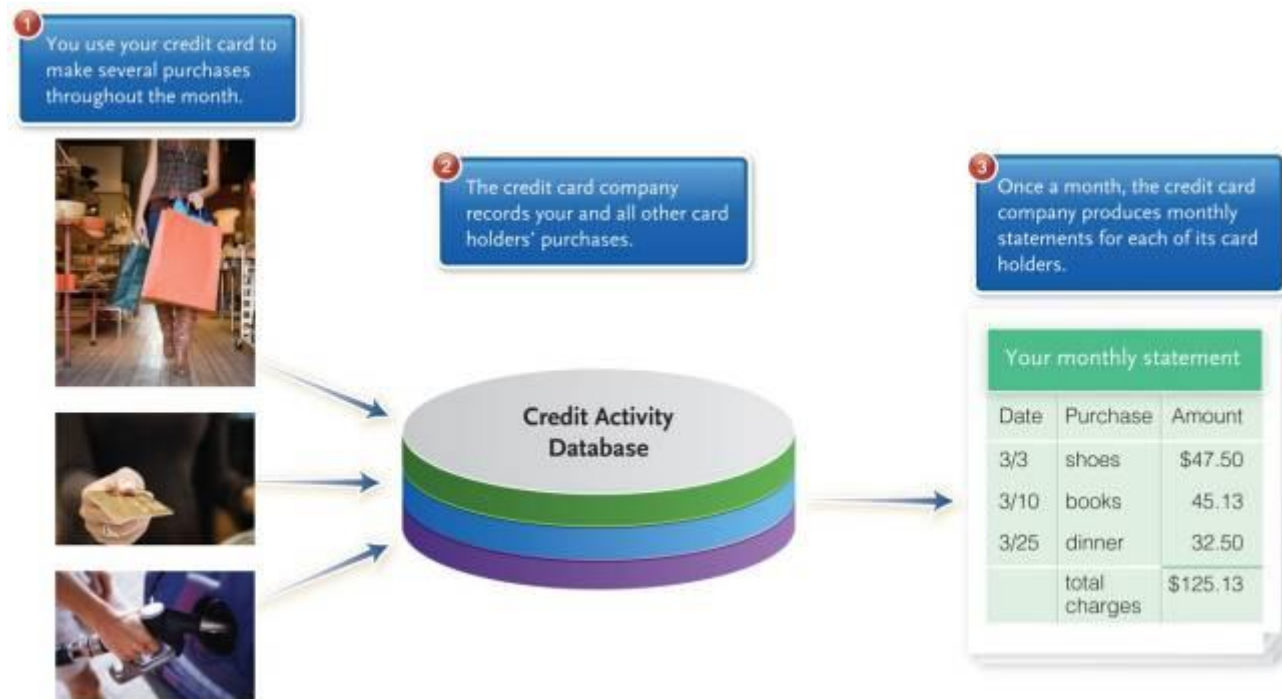 1
You use your credit card to
make several purchases
throughout the month.
2
The credit card company
records your and all other card
holders' purchases.
3
Once a month, the credit card
company produces monthly
statements for each of its card
holders.
Credit Activity
Database
Your monthly statement
Date Purchase Amount
3/3 shoes $47.50
3/10 books 45.13
3/25 dinner 32.50
total
charges $125.13